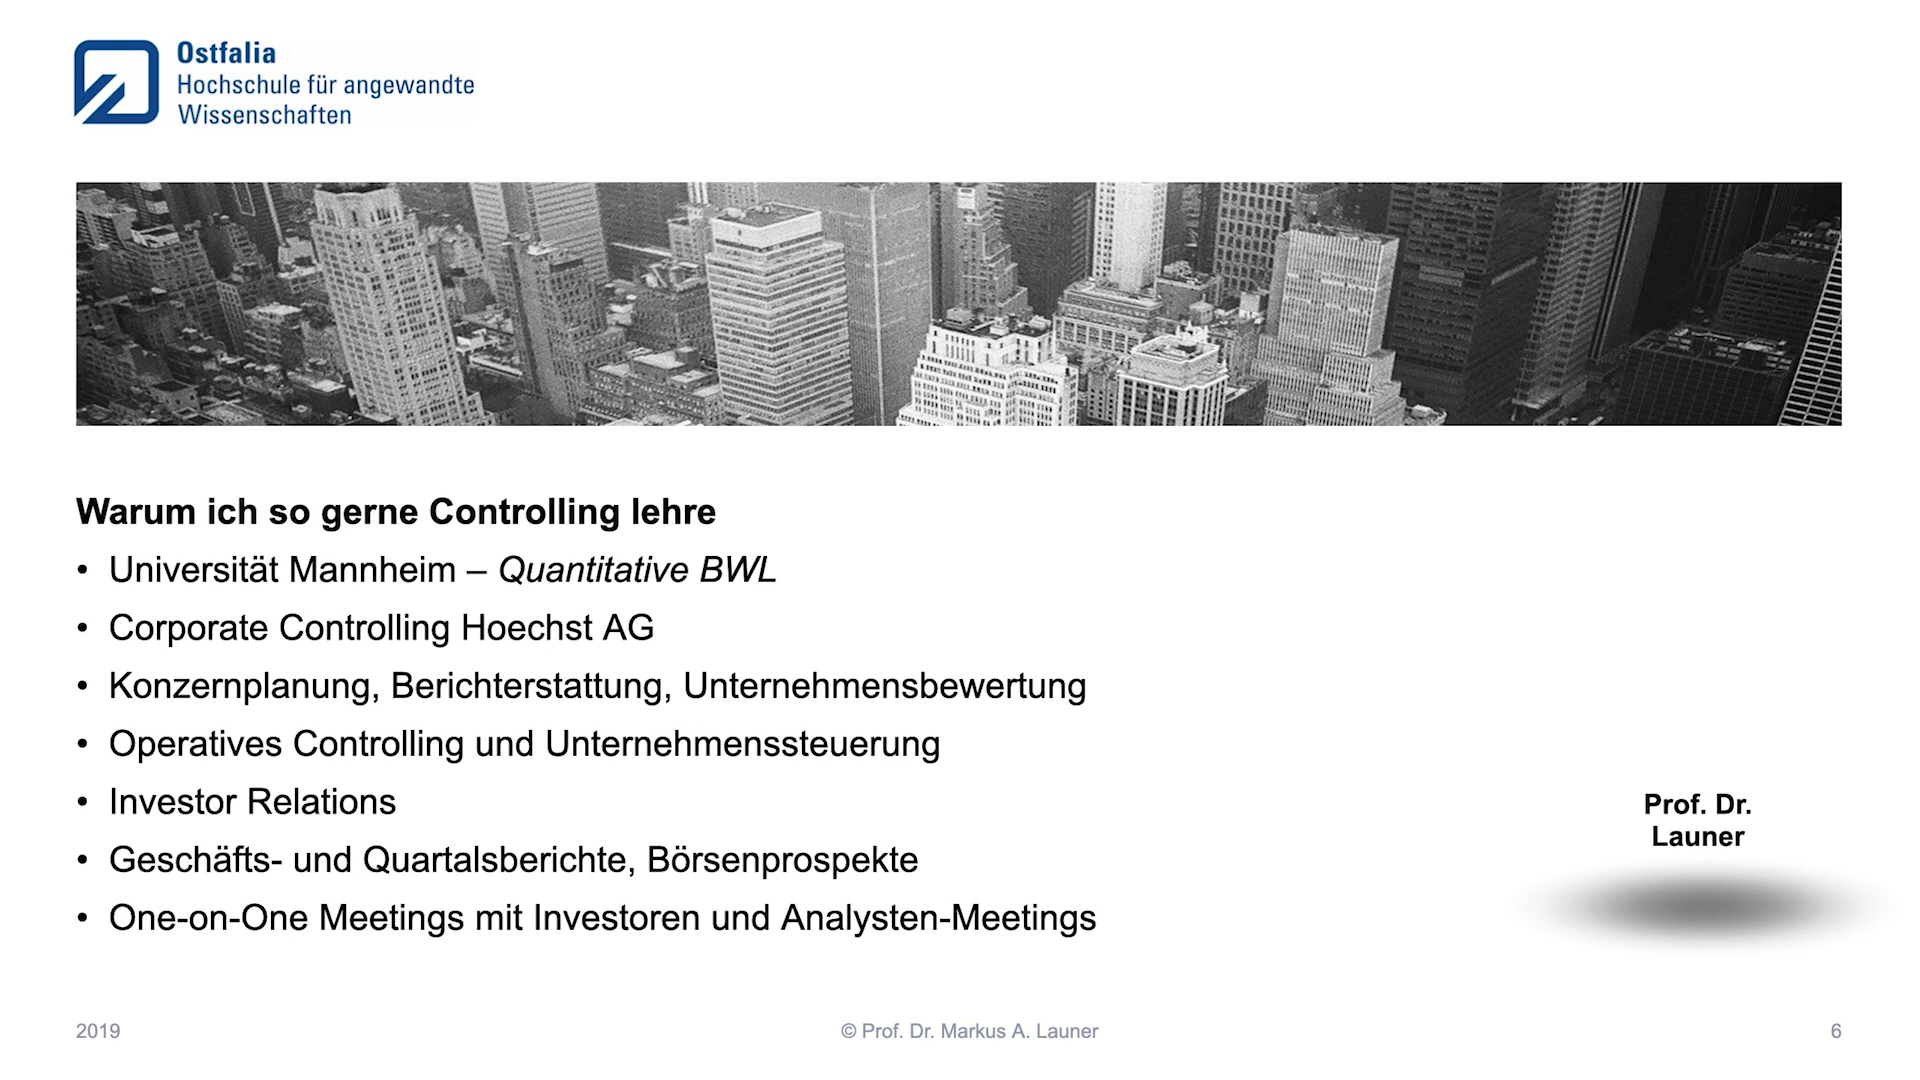 Ostfalia
Hochschule für angewandte
Wissenschaften
Warum ich so gerne Controlling lehre
• Universität Mannheim – Quantitative BWL
• Corporate Controlling Hoechst AG
• Konzernplanung, Berichterstattung, Unternehmensbewertung
• Operatives Controlling und Unternehmenssteuerung
• Investor Relations
• Geschäfts- und Quartalsberichte, Börsenprospekte
• One-on-One Meetings mit Investoren und Analysten-Meetings
Prof. Dr.
Launer
2019
© Prof. Dr. Markus A. Launer
6